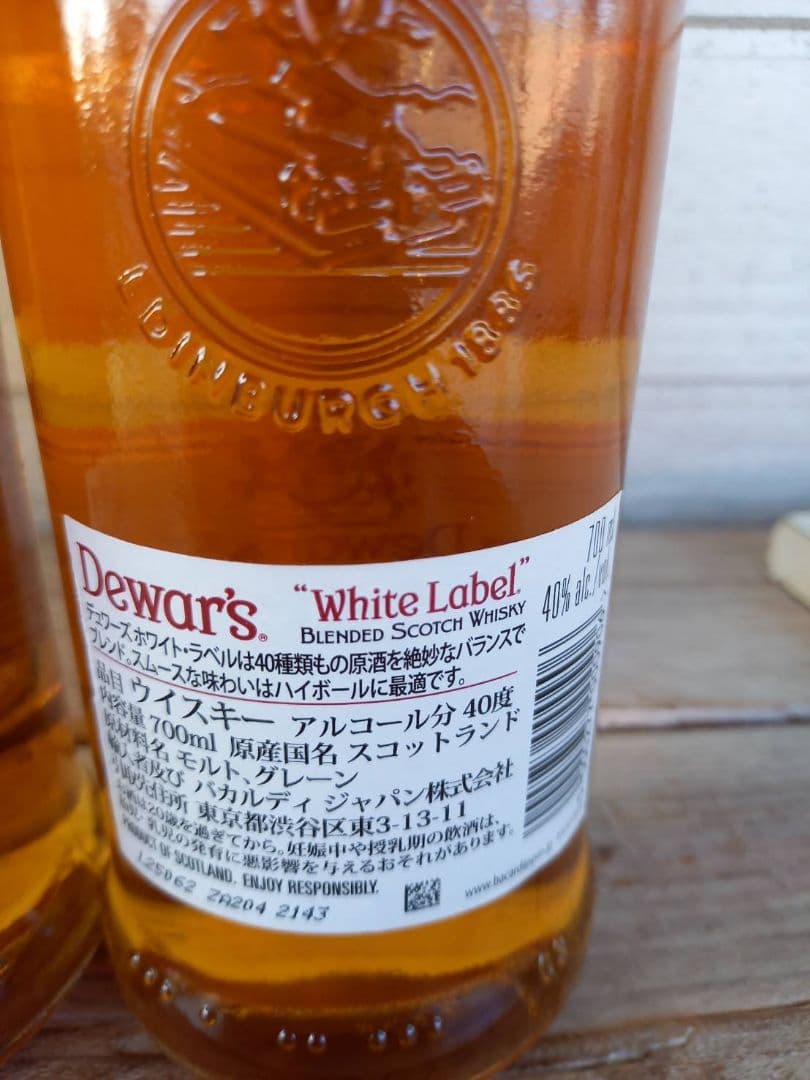 EDINBURGH 1886
Dewar's®
"White Label"
BLENDED SCOTCH WHISKY
700
40% alc./vol.
デュワーズ ホワイト・ラベルは40種類もの原酒を絶妙なバランスで
ブレンド。スムースな味わいはハイボールに最適です。
品目 ウイスキー アルコール分 40度
内容量 700ml 原産国名 スコットランド
原材料名 モルト、グレーン
輸入者及び バカルディ ジャパン株式会社
引取先住所 東京都渋谷区東3-13-11
お酒は20歳を過ぎてから。妊娠中や授乳期の飲酒は、
胎児・乳児の発育に悪影響を与えるおそれがあります。
PRODUCT OF SCOTLAND. ENJOY RESPONSIBLY.
L25062 ZA204 2143